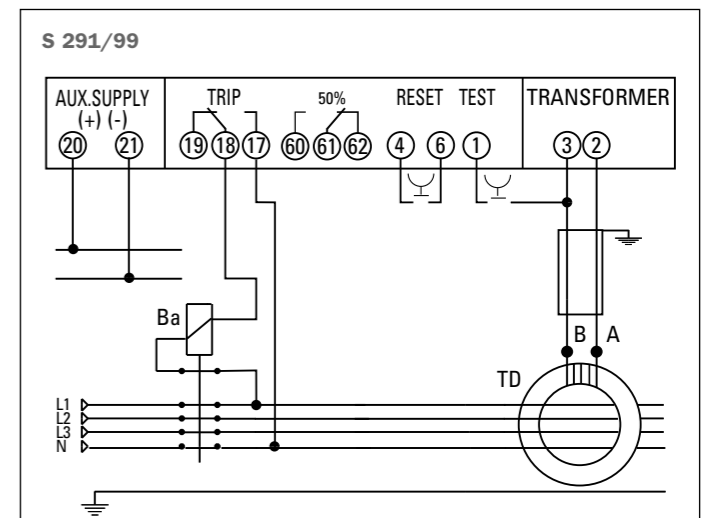 S 291/99
AUX.SUPPLY TRIP 50% RESET TEST TRANSFORMER
(+) (-)
20 21 19 18 17 60 61 62 4 6 1 3 2
Ba
B A
TD
L1
L2
L3
N